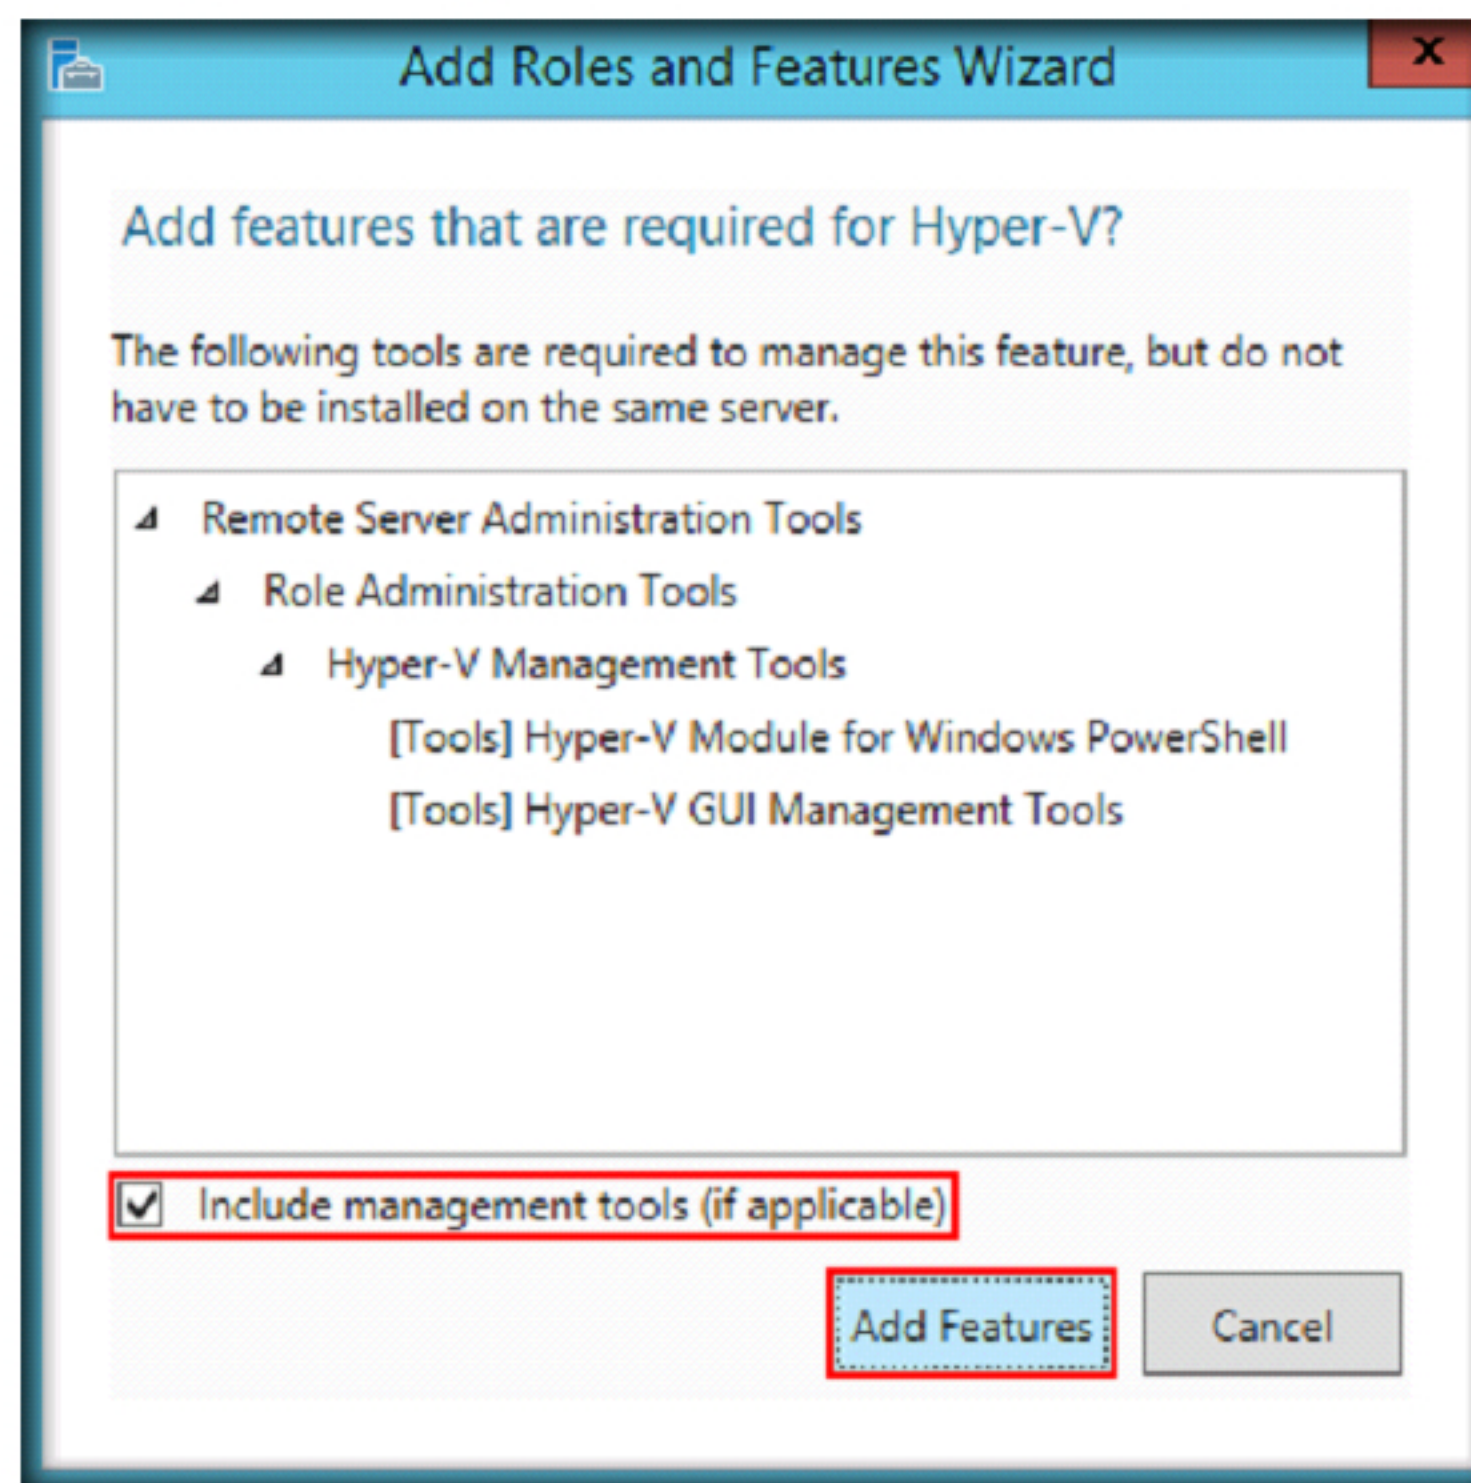 Add Roles and Features Wizard
x
Add features that are required for Hyper-V?
The following tools are required to manage this feature, but do not
have to be installed on the same server.
Remote Server Administration Tools
Role Administration Tools
Hyper-V Management Tools
[Tools] Hyper-V Module for Windows PowerShell
[Tools] Hyper-V GUI Management Tools
Include management tools (if applicable)
Add Features Cancel